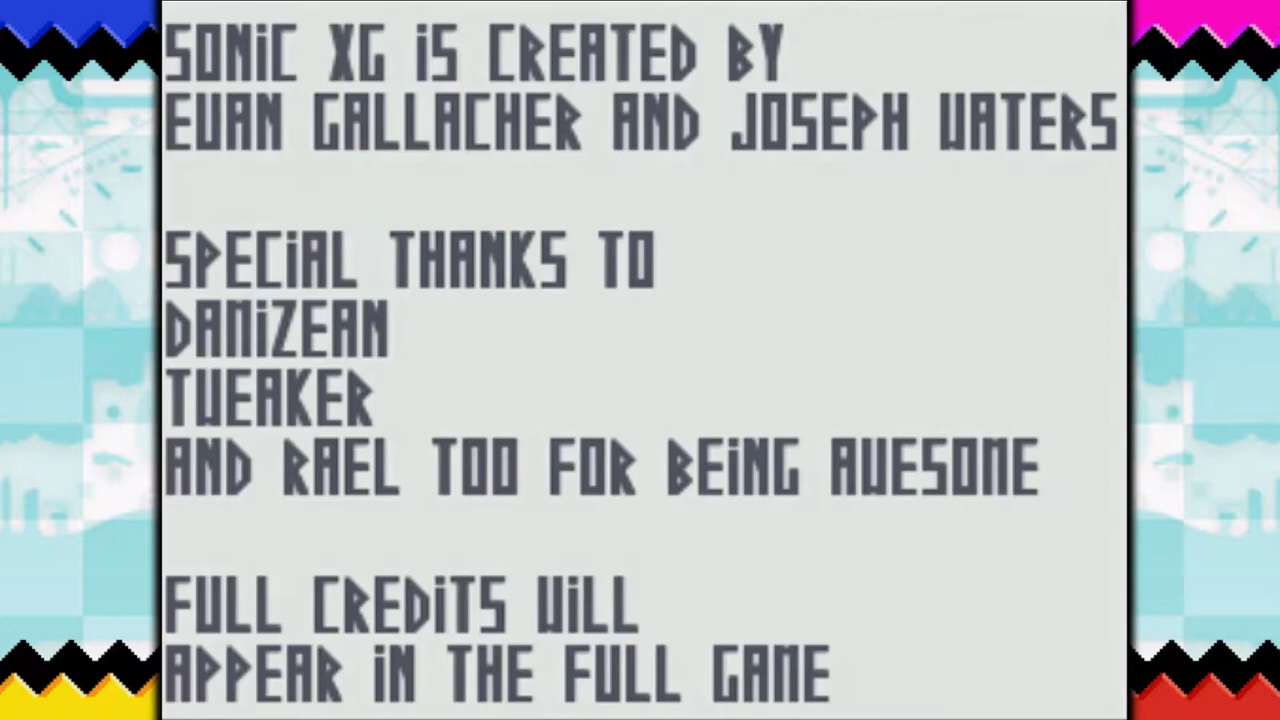 SONiC XG iS CREATED BY
EUAN GALLACHER AND JOSEPH WATERS
SPECiAL THANKS TO
DAMiZEAN
TWEAKER
AND RAEL TOO FOR BEiNG AWESOME
FULL CREDiTS WiLL
APPEAR iN THE FULL GAME